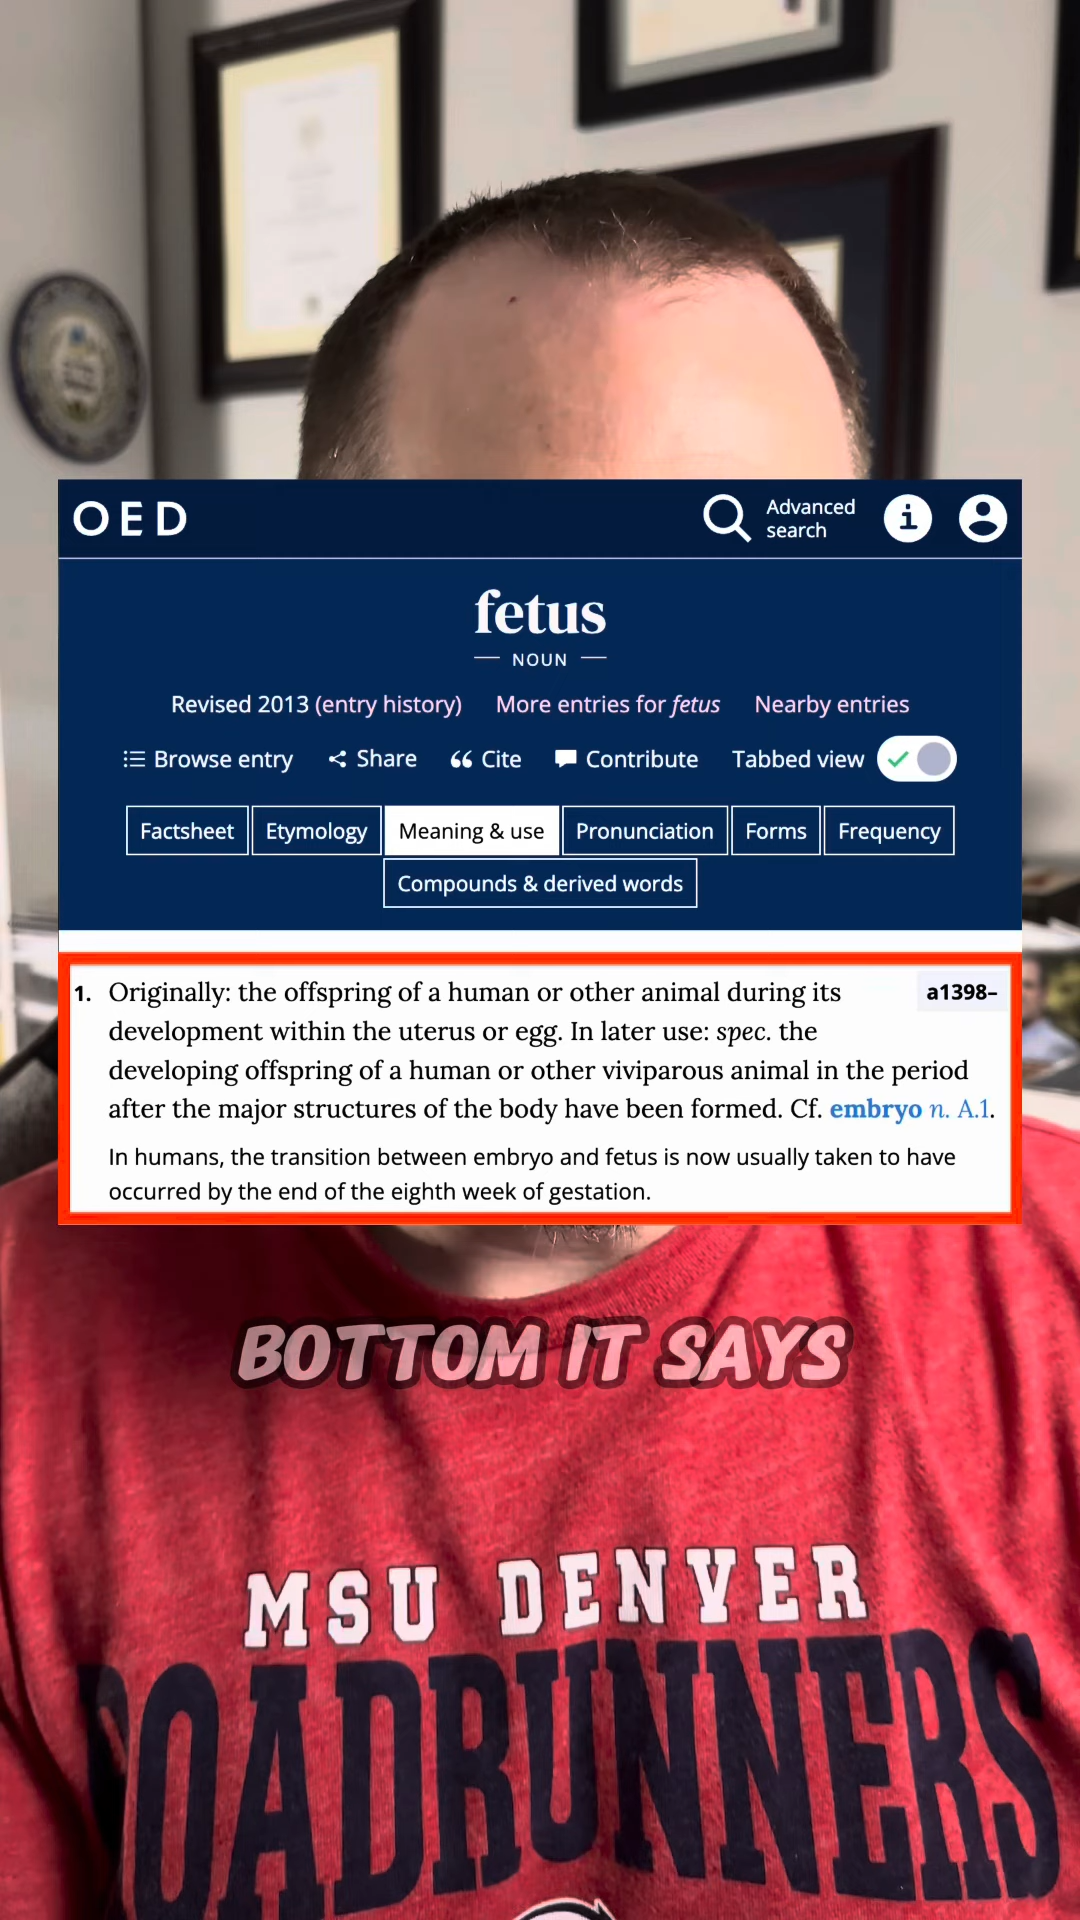 OED
Advanced
search
fetus
NOUN
Revised 2013 (entry history) More entries for fetus Nearby entries
Browse entry Share Cite Contribute Tabbed view
Factsheet Etymology Meaning & use Pronunciation Forms Frequency
Compounds & derived words
1. Originally: the offspring of a human or other animal during its a1398–
development within the uterus or egg. In later use: spec. the
developing offspring of a human or other viviparous animal in the period
after the major structures of the body have been formed. Cf. embryo n. A.1.
In humans, the transition between embryo and fetus is now usually taken to have
occurred by the end of the eighth week of gestation.
BOTTOM IT SAYS
MSU DENVER
ROADRUNNERS